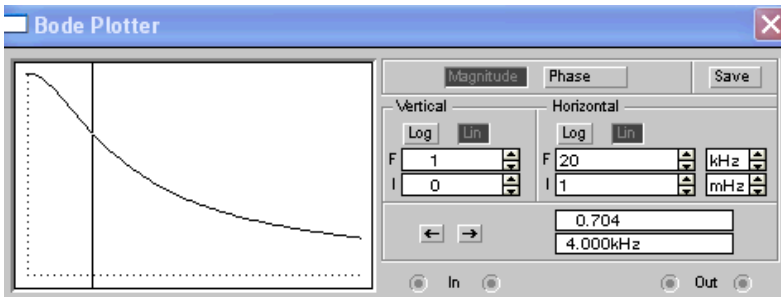 Bode Plotter
Magnitude Phase Save
Vertical Horizontal
Log Lin Log Lin
F 1 F 20 kHz
I 0 I 1 mHz
← → 0.704
4.000kHz
In Out